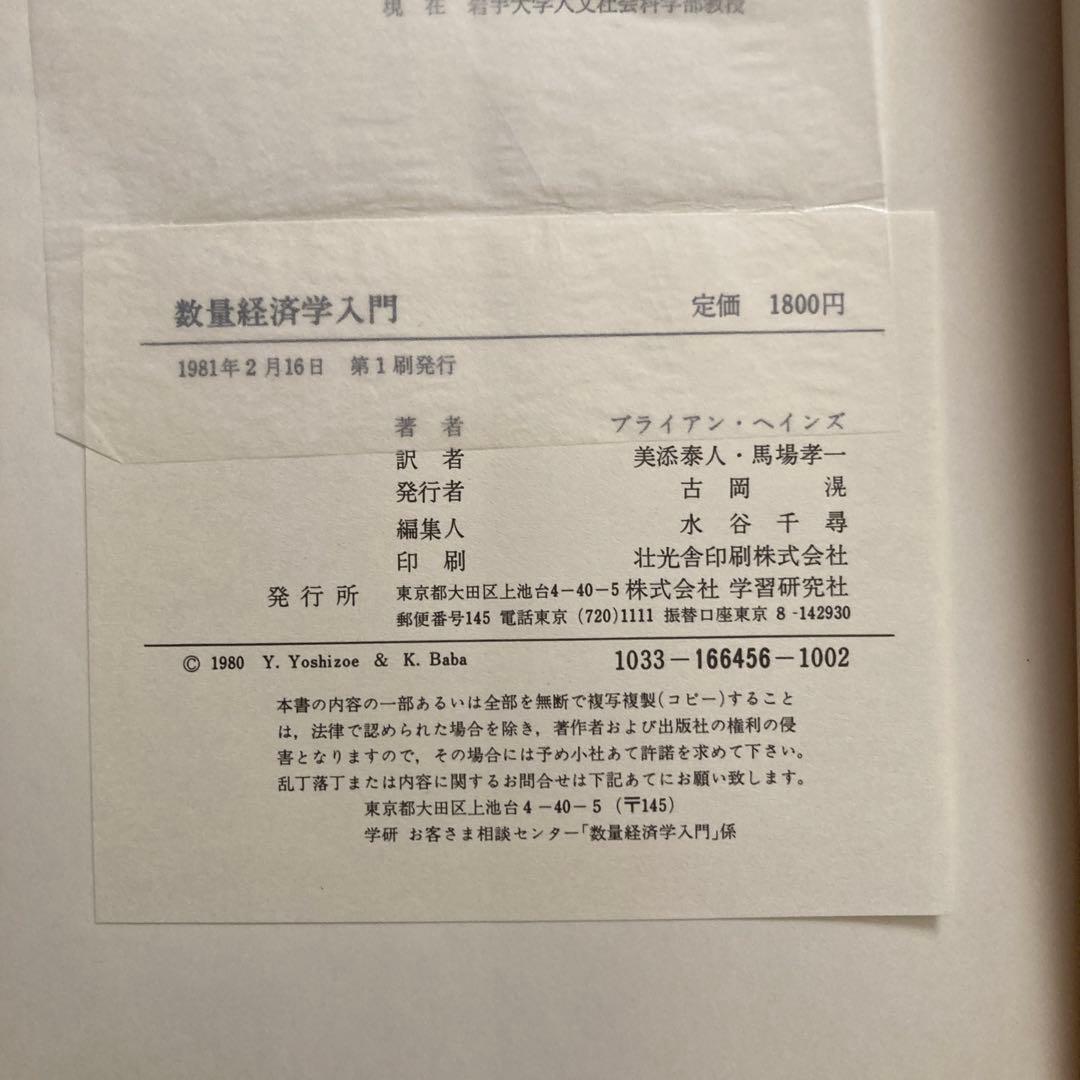 現 在 岩手大学人文社会科学部教授
数量経済学入門 定価 1800円
1981年2月16日 第1刷発行
著 者 ブライアン・ヘインズ
訳 者 美添泰人・馬場孝一
発行者 古 岡 滉
編集人 水 谷 千 尋
印 刷 壮光舎印刷株式会社
発 行 所 東京都大田区上池台4-40-5 株式会社 学習研究社
郵便番号145 電話東京 (720)1111 振替口座東京 8-142930
© 1980 Y. Yoshizoe & K. Baba 1033-166456-1002
本書の内容の一部あるいは全部を無断で複写複製(コピー)すること
は，法律で認められた場合を除き，著作者および出版社の権利の侵
害となりますので，その場合には予め小社あて許諾を求めて下さい。
乱丁落丁または内容に関するお問合せは下記あてにお願い致します。
東京都大田区上池台4-40-5 (〒145)
学研 お客さま相談センター「数量経済学入門」係